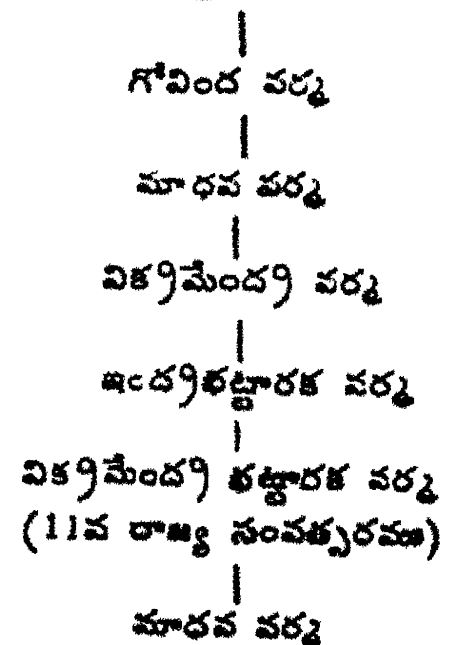 గోవింద వర్మ
మాధవ వర్మ
విక్రమేంద్ర వర్మ
ఇంద్రభట్టారక వర్మ
విక్రమేంద్ర భట్టారక వర్మ
(11వ రాజ్య సంవత్సరము)
మాధవ వర్మ